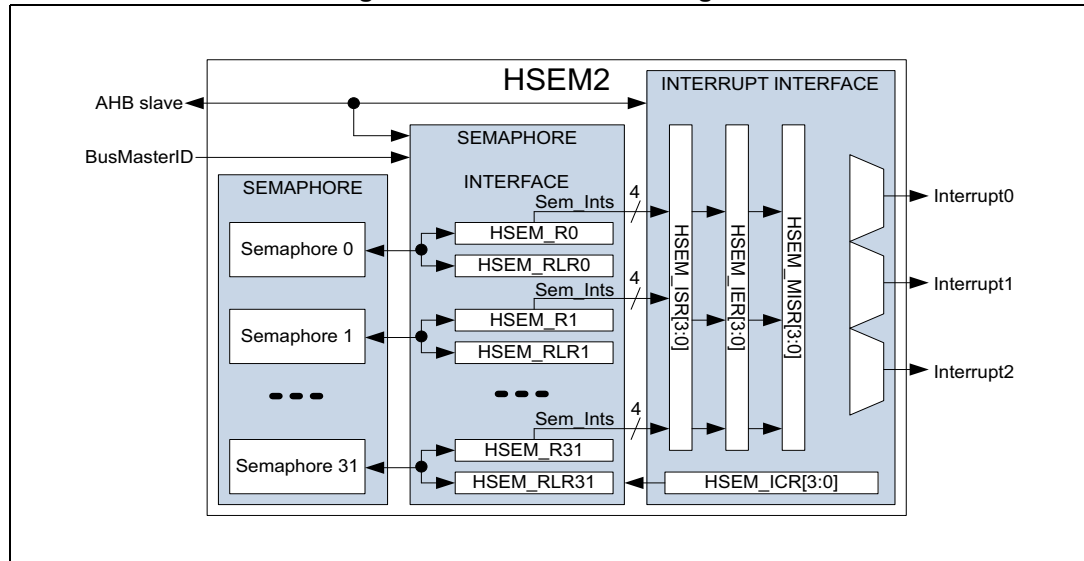 HSEM2
AHB slave
BusMasterID
SEMAPHORE
Semaphore 0
Semaphore 1
Semaphore 31
SEMAPHORE
INTERFACE
Sem_Ints
4
HSEM_R0
HSEM_RLR0
Sem_Ints
4
HSEM_R1
HSEM_RLR1
Sem_Ints
4
HSEM_R31
HSEM_RLR31
INTERRUPT INTERFACE
HSEM_ISR[3:0]
HSEM_IER[3:0]
HSEM_MISR[3:0]
HSEM_ICR[3:0]
Interrupt0
Interrupt1
Interrupt2